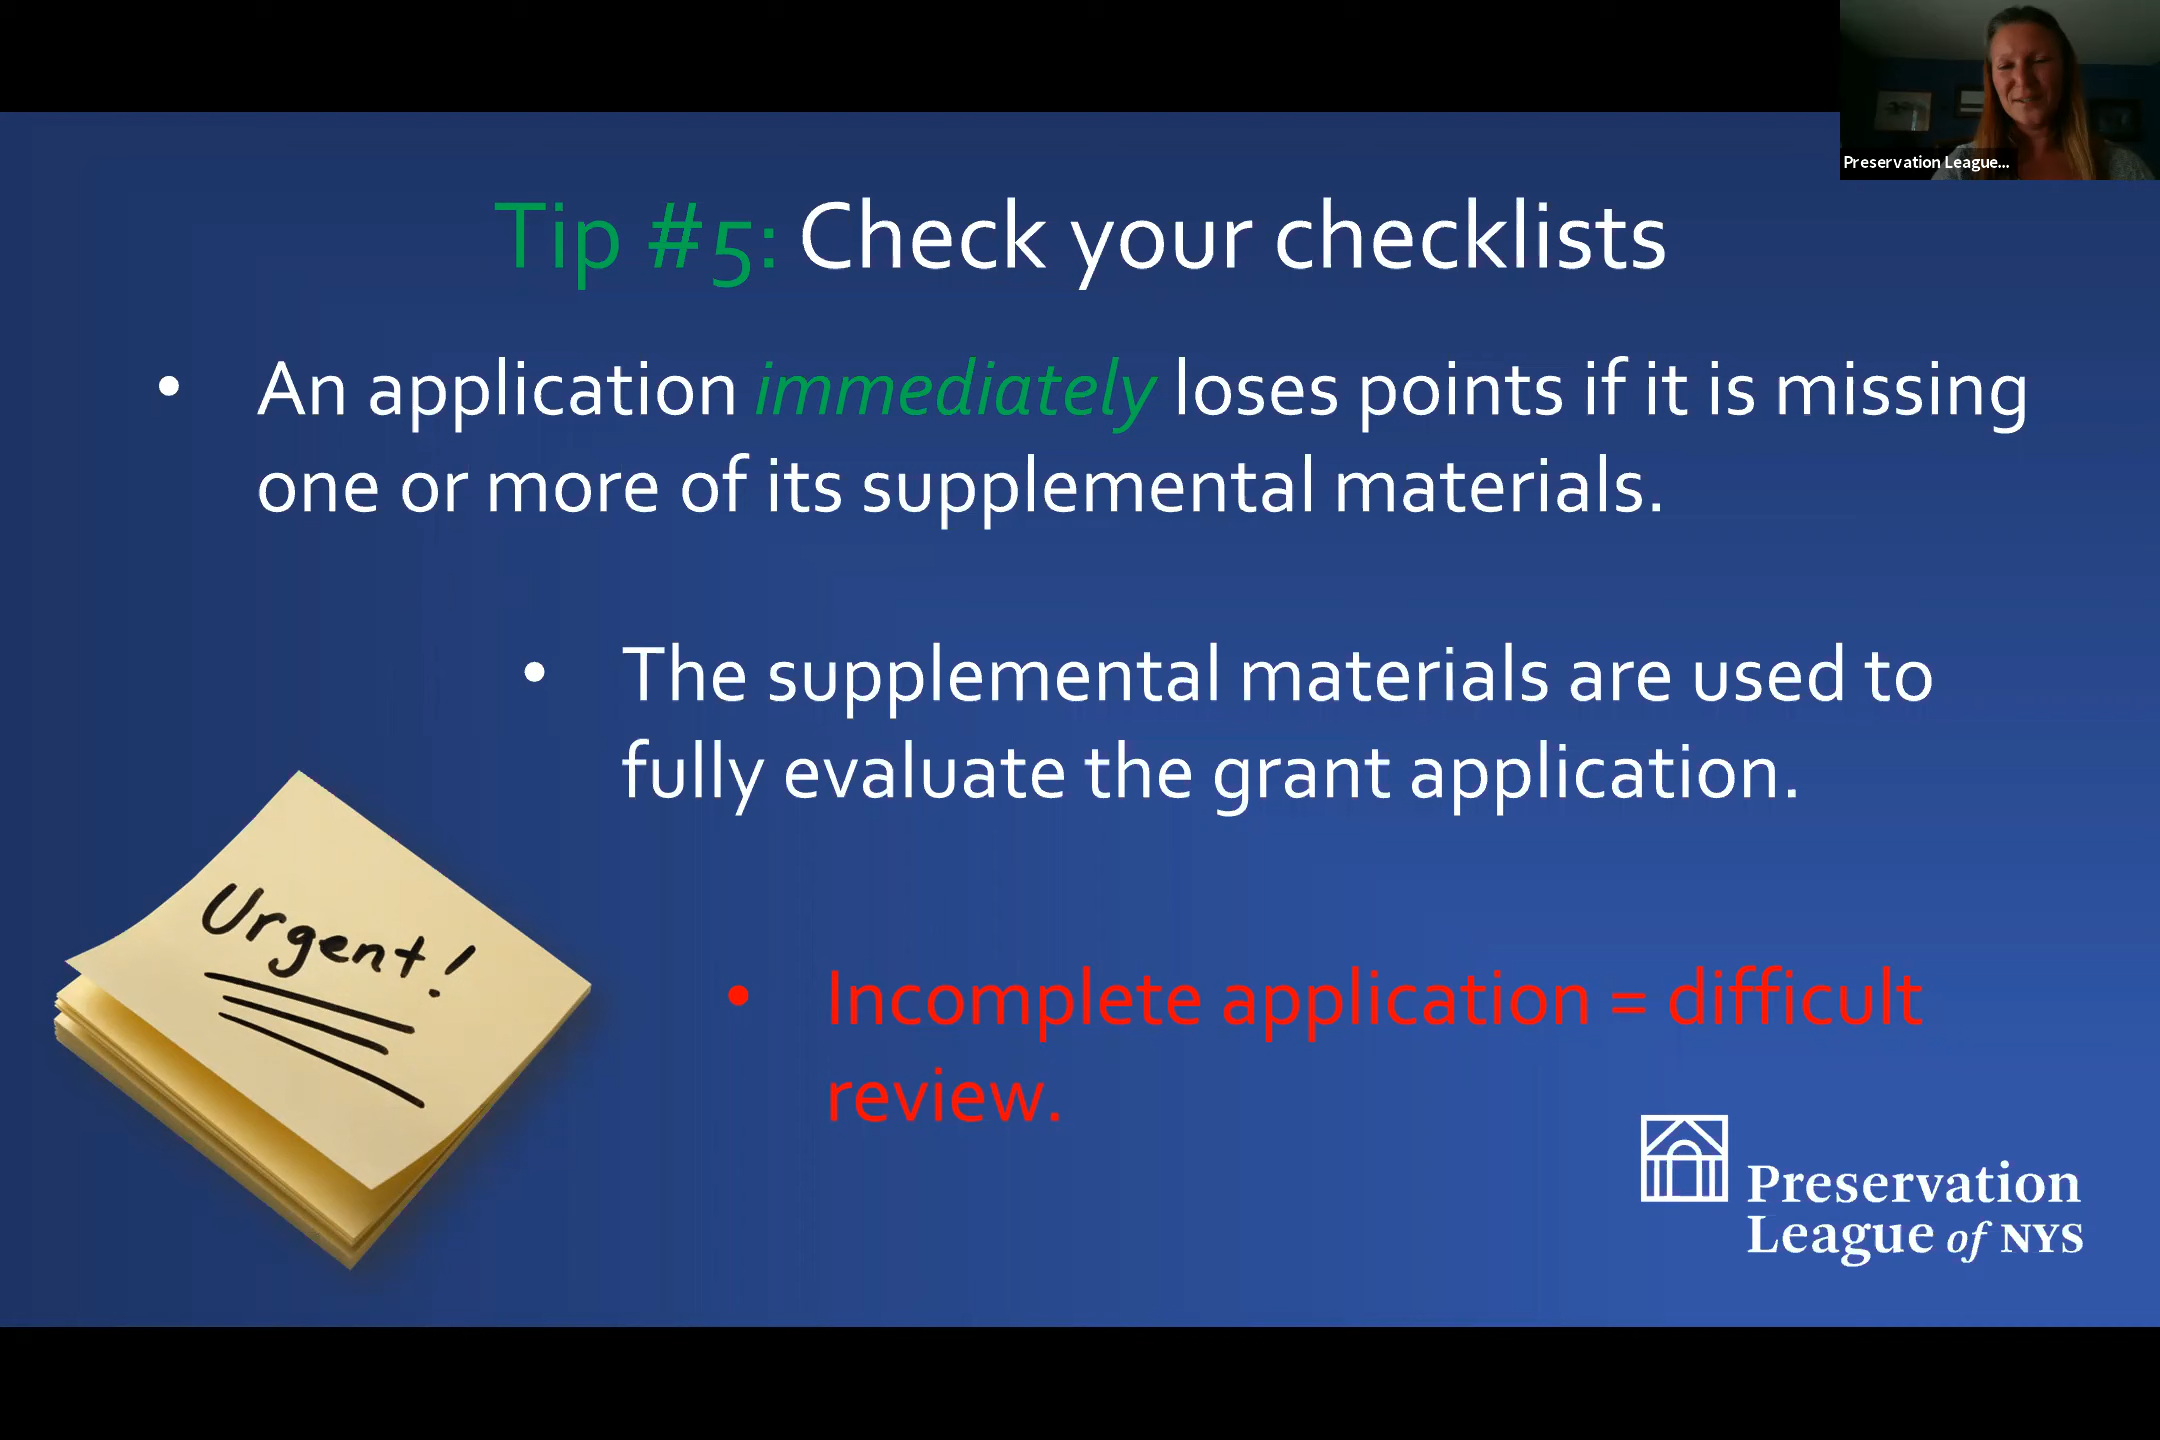 Preservation League...
Tip #5: Check your checklists
• An application immediately loses points if it is missing
one or more of its supplemental materials.
• The supplemental materials are used to
fully evaluate the grant application.
Urgent!
• Incomplete application = difficult
review.
Preservation
League of NYS